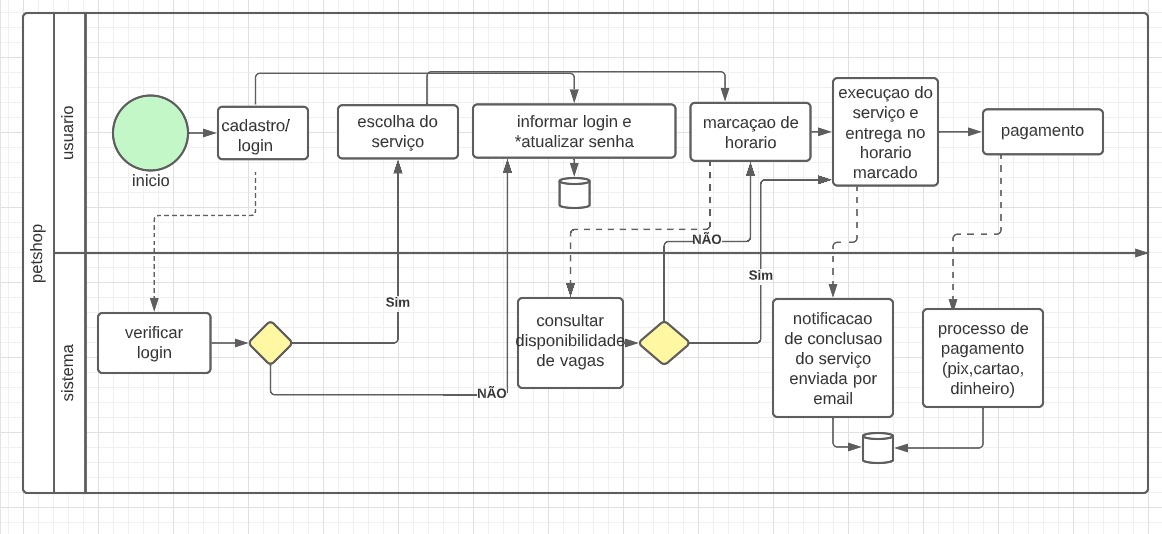 petshop
usuario
inicio
cadastro/
login
escolha do
serviço
informar login e
*atualizar senha
marcaçao de
horario
execuçao do
serviço e
entrega no
horario
marcado
pagamento
sistema
verificar
login
Sim
NÃO
consultar
disponibilidade
de vagas
NÃO
Sim
notificacao
de conclusao
do serviço
enviada por
email
processo de
pagamento
(pix,cartao,
dinheiro)